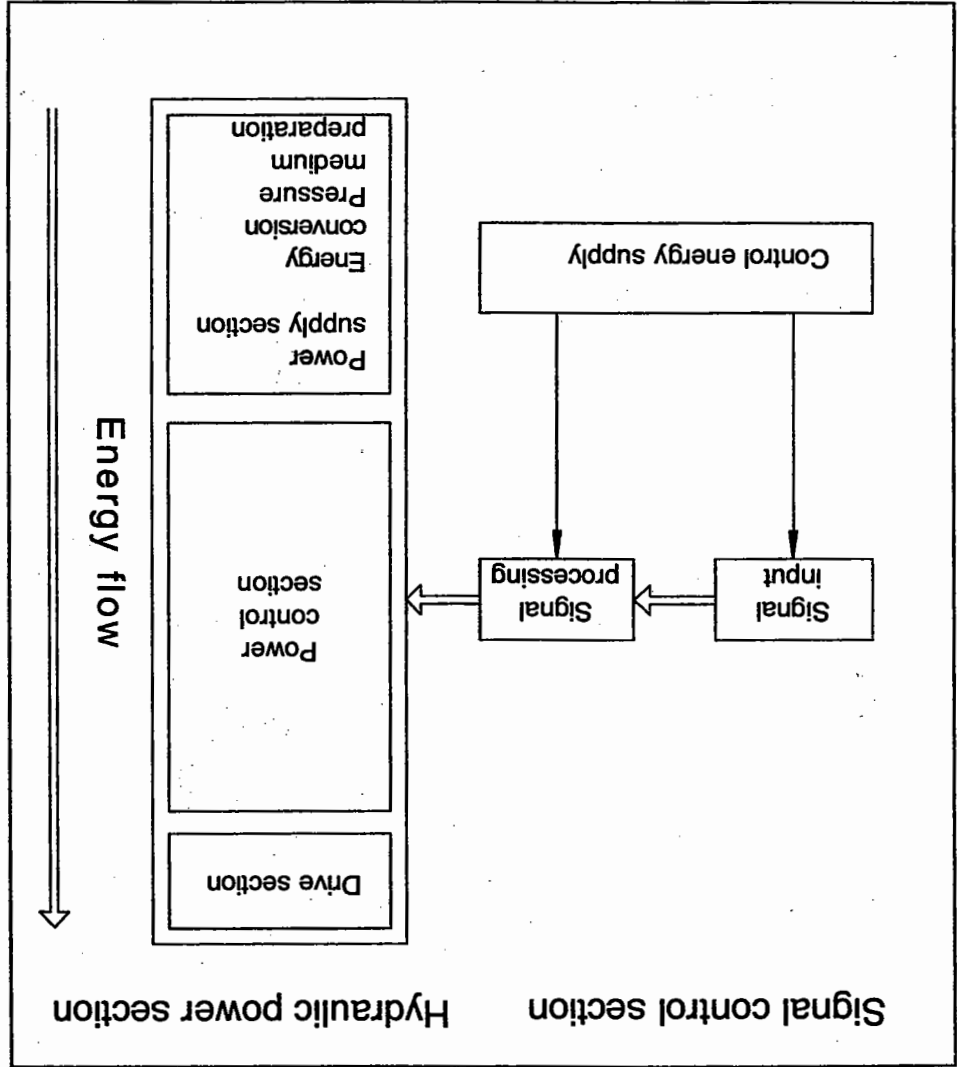 Signal control section
Hydraulic power section
Drive section
Signal
input
Signal
processing
Power
control
section
Energy flow
Control energy supply
Power
supply section
Energy
conversion
Pressure
medium
preparation